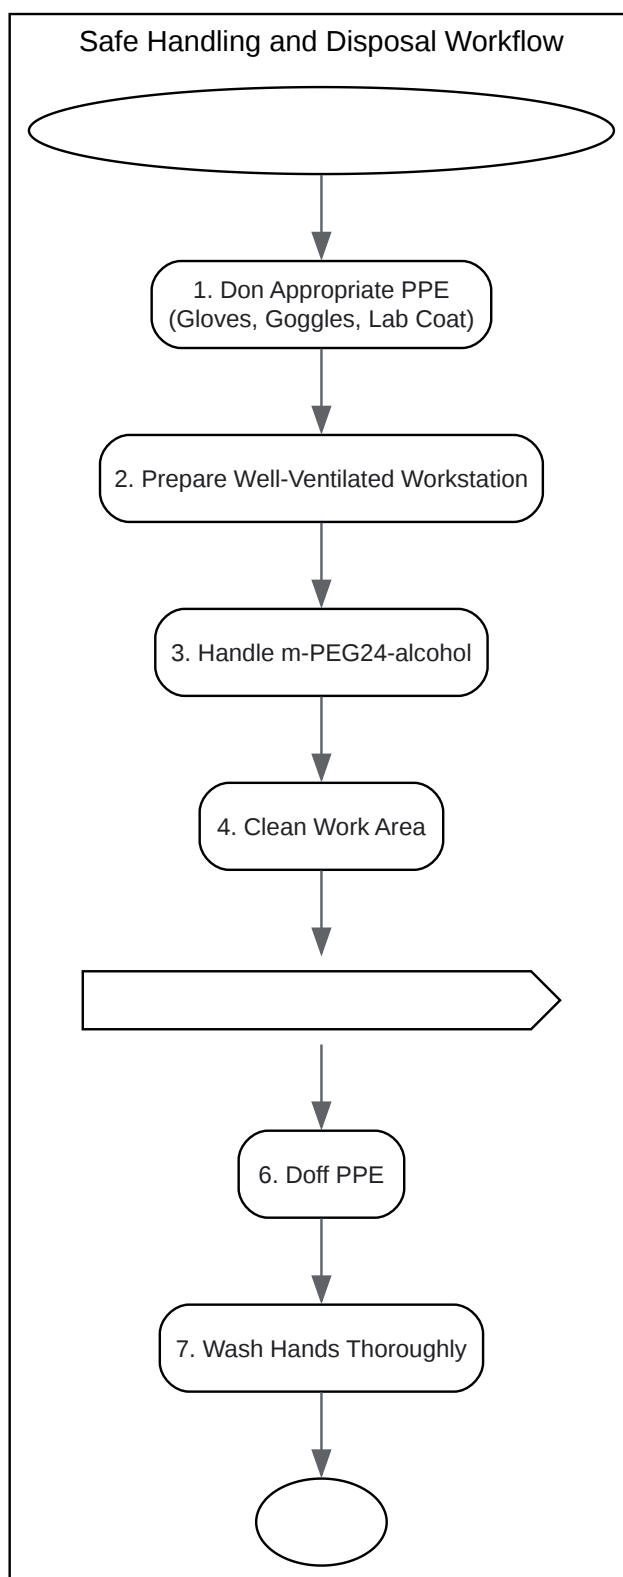 Safe Handling and Disposal Workflow
1. Don Appropriate PPE
(Gloves, Goggles, Lab Coat)
2. Prepare Well-Ventilated Workstation
3. Handle m-PEG24-alcohol
4. Clean Work Area
6. Doff PPE
7. Wash Hands Thoroughly